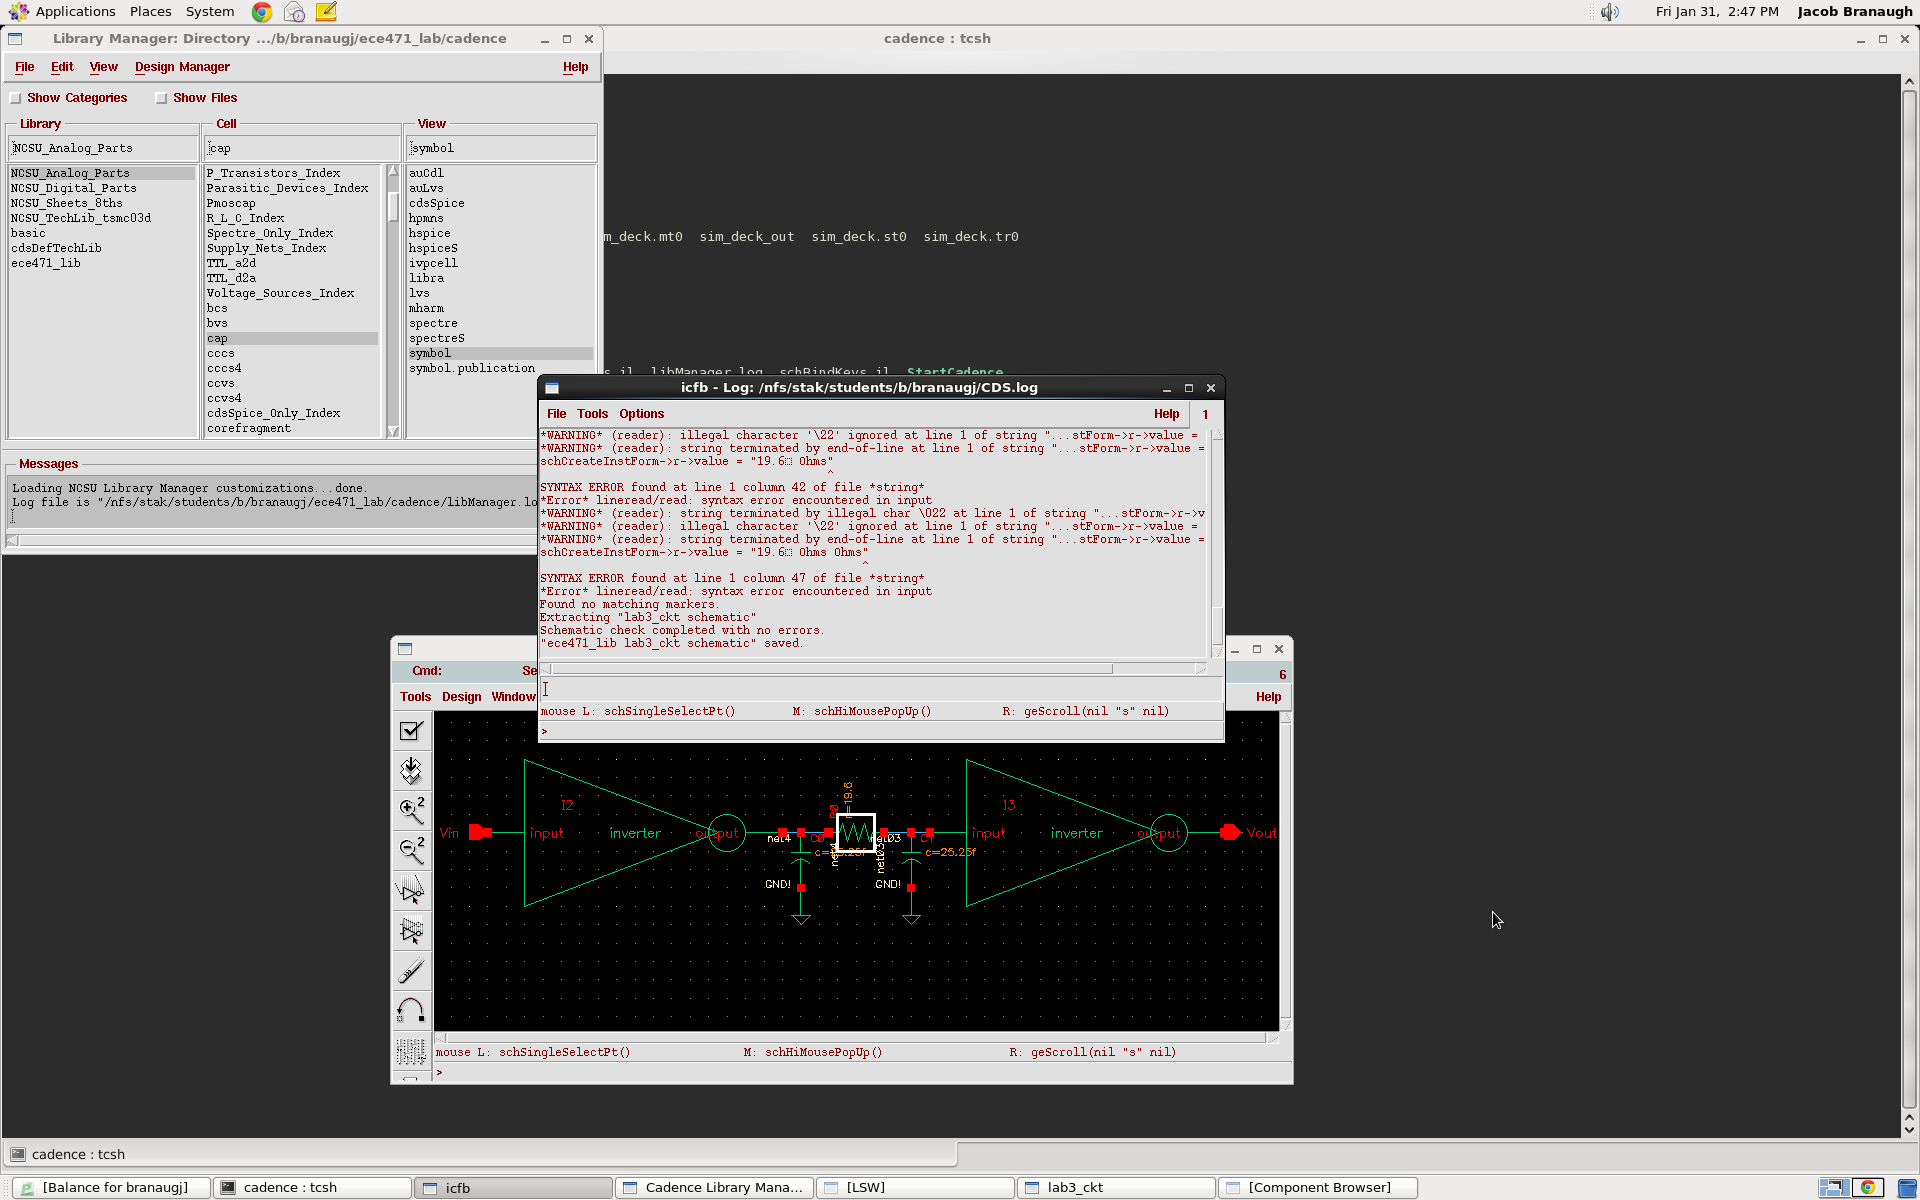 Applications Places System
Fri Jan 31, 2:47 PM Jacob Branaugh
Library Manager: Directory .../b/branaugj/ece471_lab/cadence
cadence : tcsh
File Edit View Design Manager Help
Show Categories Show Files
Library
NCSU_Analog_Parts
NCSU_Analog_Parts
NCSU_Digital_Parts
NCSU_Sheets_8ths
NCSU_TechLib_tsmc03d
basic
cdsDefTechLib
ece471_lib
Cell
cap
P_Transistors_Index
Parasitic_Devices_Index
Pmoscap
R_L_C_Index
Spectre_Only_Index
Supply_Nets_Index
TTL_a2d
TTL_d2a
Voltage_Sources_Index
bcs
bvs
cap
cccs
cccs4
ccvs
ccvs4
cdsSpice_Only_Index
corefragment
View
symbol
auCdl
auLvs
cdsSpice
hpmns
hspice
hspiceS
ivpcell
libra
lvs
mharm
spectre
spectreS
symbol
symbol.publication
m_deck.mt0 sim_deck_out sim_deck.st0 sim_deck.tr0
s.il libManager.log schBindKeys.il StartCadence
Messages
Loading NCSU Library Manager customizations...done.
Log file is "/nfs/stak/students/b/branaugj/ece471_lab/cadence/libManager.lo
icfb - Log: /nfs/stak/students/b/branaugj/CDS.log
File Tools Options Help 1
*WARNING* (reader): illegal character '\22' ignored at line 1 of string "...stForm->r->value =
*WARNING* (reader): string terminated by end-of-line at line 1 of string "...stForm->r->value =
schCreateInstForm->r->value = "19.6 Ohms"
^
SYNTAX ERROR found at line 1 column 42 of file *string*
*Error* lineread/read: syntax error encountered in input
*WARNING* (reader): string terminated by illegal char \022 at line 1 of string "...stForm->r->v
*WARNING* (reader): illegal character '\22' ignored at line 1 of string "...stForm->r->value =
*WARNING* (reader): string terminated by end-of-line at line 1 of string "...stForm->r->value =
schCreateInstForm->r->value = "19.6 Ohms Ohms"
^
SYNTAX ERROR found at line 1 column 47 of file *string*
*Error* lineread/read: syntax error encountered in input
Found no matching markers.
Extracting "lab3_ckt schematic"
Schematic check completed with no errors.
"ece471_lib lab3_ckt schematic" saved.
mouse L: schSingleSelectPt() M: schHiMousePopUp() R: geScroll(nil "s" nil)
>
Cmd: Se 6
Tools Design Window Help
I2 I3
r=19.6
Vin input inverter output net4 net03 input inverter output Vout
c=25.25f
GND! GND!
mouse L: schSingleSelectPt() M: schHiMousePopUp() R: geScroll(nil "s" nil)
>
cadence : tcsh
[Balance for branaugj] cadence : tcsh icfb Cadence Library Mana... [LSW] lab3_ckt [Component Browser]